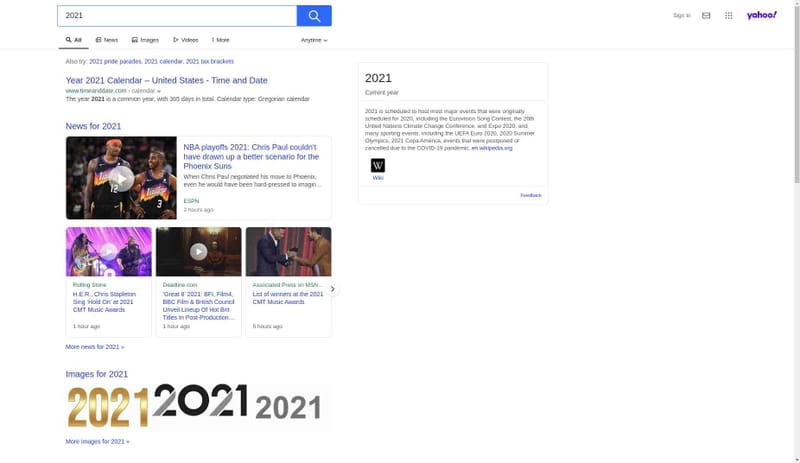 2021
Sign In
yahoo!
All
News
Images
Videos
More
Anytime
Also try: 2021 pride parades, 2021 calendar, 2021 tax brackets
Year 2021 Calendar – United States - Time and Date
www.timeanddate.com › calendar
The year 2021 is a common year, with 365 days in total. Calendar type: Gregorian calendar
News for 2021
NBA playoffs 2021: Chris Paul couldn't
have drawn up a better scenario for the
Phoenix Suns
When Chris Paul negotiated his move to Phoenix,
even he would have been hard-pressed to imagin...
ESPN
2 hours ago
12
3
Rolling Stone
H.E.R., Chris Stapleton
Sing 'Hold On' at 2021
CMT Music Awards
1 hour ago
Deadline.com
'Great 8' 2021: BFI, Film4,
BBC Film & British Council
Unveil Lineup Of Hot Brit
Titles In Post-Production...
1 hour ago
Associated Press on MSN...
List of winners at the 2021
CMT Music Awards
5 hours ago
More news for 2021 »
Images for 2021
2021
2021
2021
More images for 2021 »
2021
Current year
2021 is scheduled to host most major events that were originally
scheduled for 2020, including the Eurovision Song Contest, the 26th
United Nations Climate Change Conference, and Expo 2020, and
many sporting events, including the UEFA Euro 2020, 2020 Summer
Olympics, 2021 Copa América, events that were postponed or
cancelled due to the COVID-19 pandemic. en.wikipedia.org
W
Wiki
Feedback